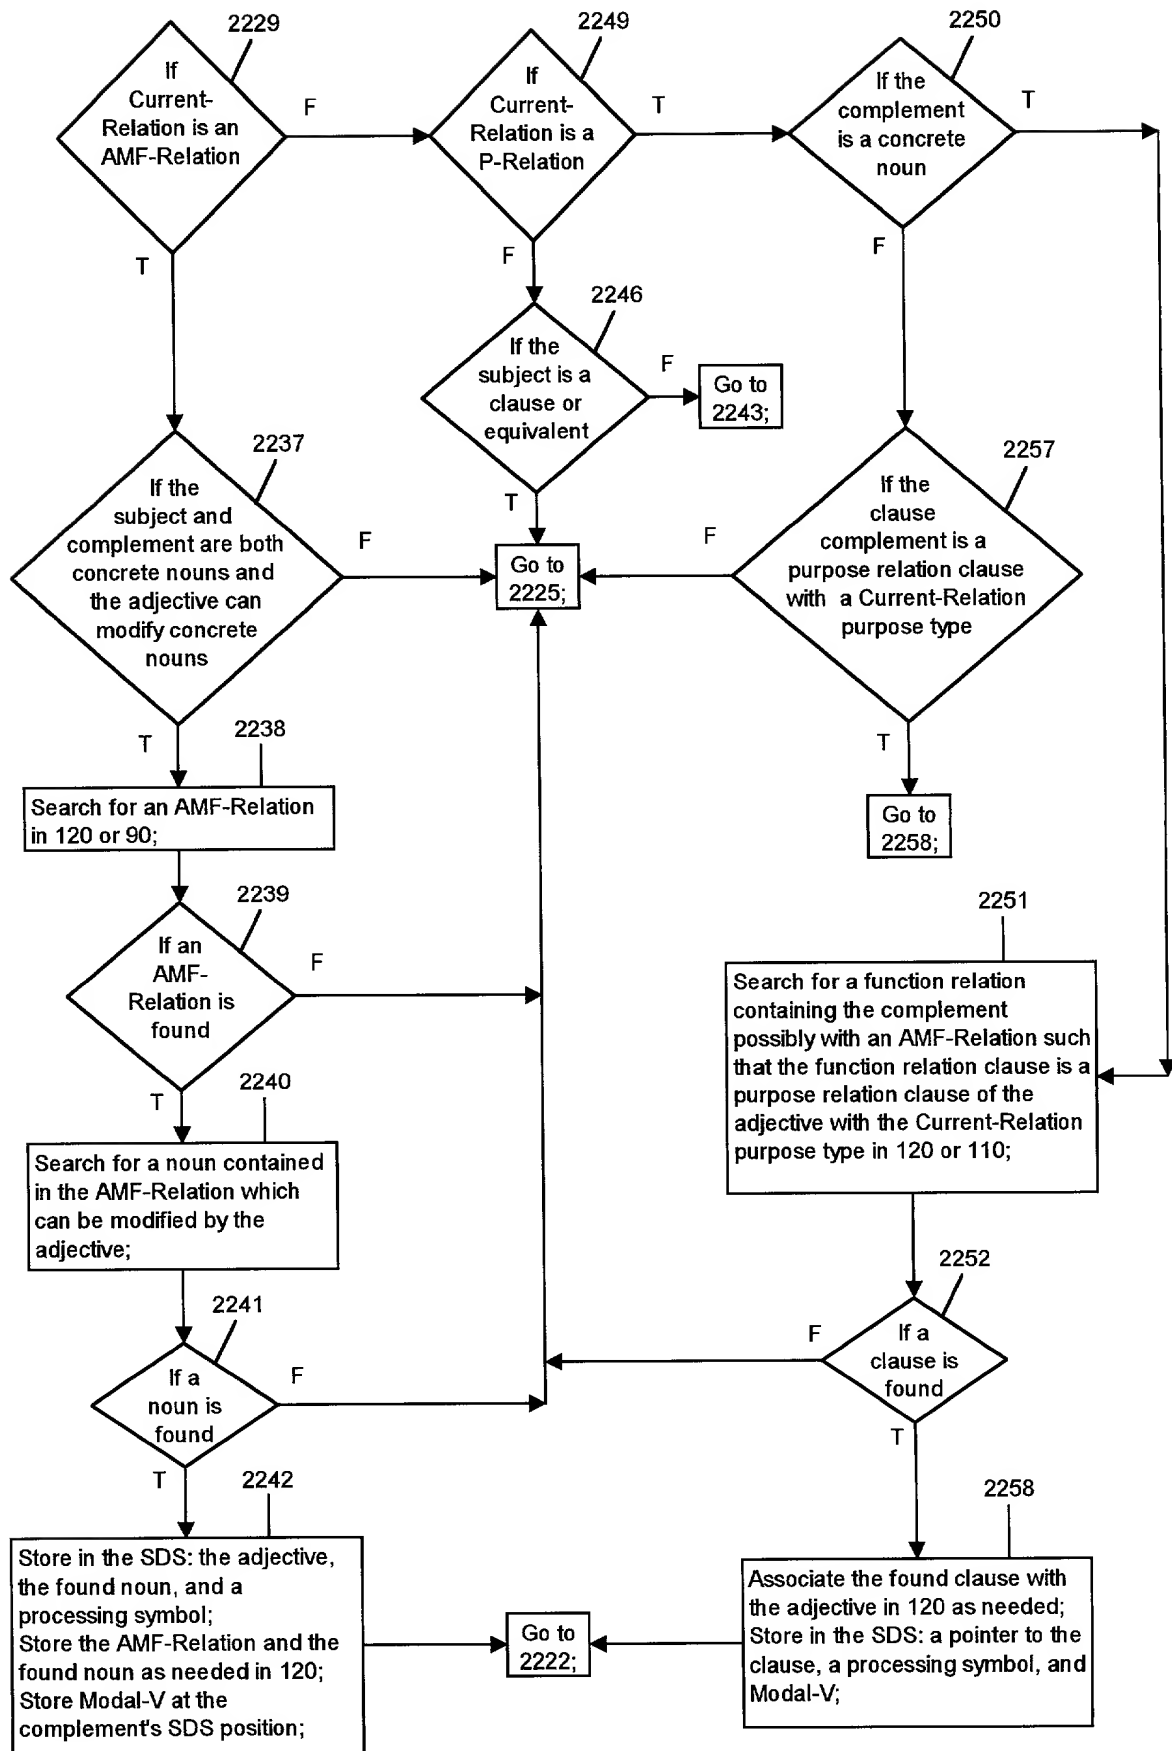 2229
If
Current-
Relation is an
AMF-Relation
F
T
2249
If
Current-
Relation is a
P-Relation
T
F
2250
If the
complement
is a concrete
noun
T
F
2246
If the
subject is a
clause or
equivalent
F
T
Go to
2243;
2237
If the
subject and
complement are both
concrete nouns and
the adjective can
modify concrete
nouns
F
T
Go to
2225;
2257
If the
clause
complement is a
purpose relation clause
with a Current-Relation
purpose type
F
T
Go to
2258;
2238
Search for an AMF-Relation
in 120 or 90;
2239
If an
AMF-
Relation is
found
F
T
2251
Search for a function relation
containing the complement
possibly with an AMF-Relation such
that the function relation clause is a
purpose relation clause of the
adjective with the Current-Relation
purpose type in 120 or 110;
2240
Search for a noun contained
in the AMF-Relation which
can be modified by the
adjective;
2241
If a
noun is
found
F
T
2252
If a
clause is
found
F
T
2242
Store in the SDS: the adjective,
the found noun, and a
processing symbol;
Store the AMF-Relation and the
found noun as needed in 120;
Store Modal-V at the
complement's SDS position;
Go to
2222;
2258
Associate the found clause with
the adjective in 120 as needed;
Store in the SDS: a pointer to the
clause, a processing symbol, and
Modal-V;